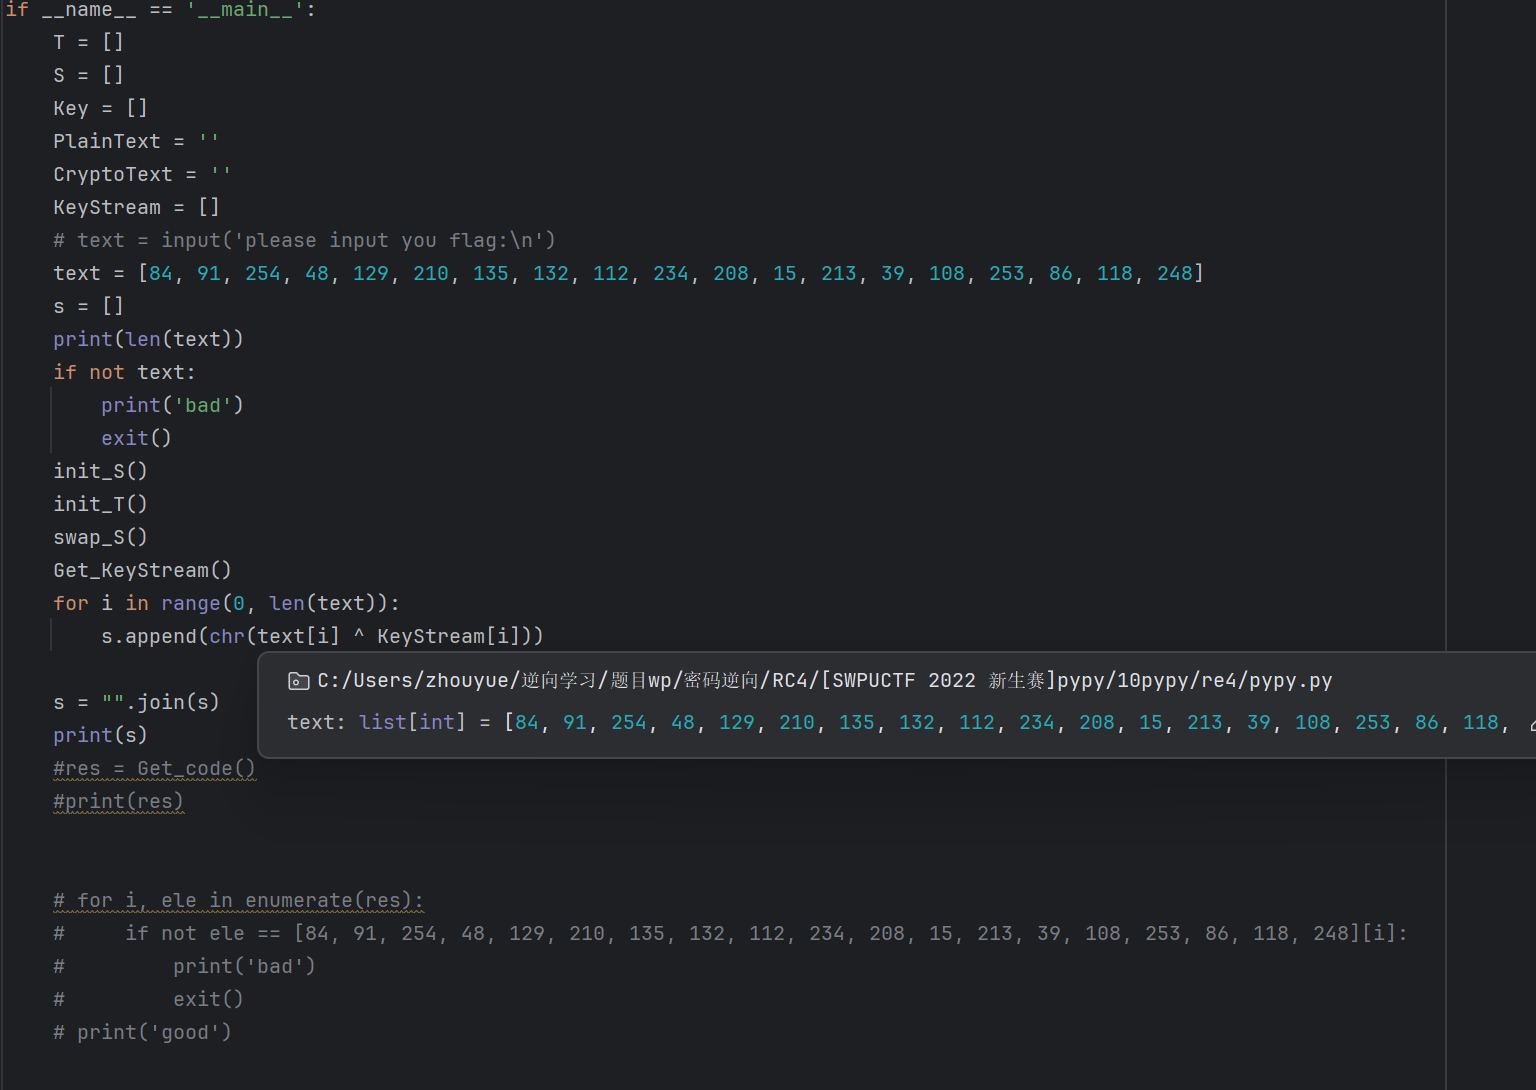 if __name__ == '__main__':
    T = []
    S = []
    Key = []
    PlainText = ''
    CryptoText = ''
    KeyStream = []
    # text = input('please input you flag:\n')
    text = [84, 91, 254, 48, 129, 210, 135, 132, 112, 234, 208, 15, 213, 39, 108, 253, 86, 118, 248]
    s = []
    print(len(text))
    if not text:
        print('bad')
        exit()
    init_S()
    init_T()
    swap_S()
    Get_KeyStream()
    for i in range(0, len(text)):
        s.append(chr(text[i] ^ KeyStream[i]))
C:/Users/zhouyue/逆向学习/题目wp/密码逆向/RC4/[SWPUCTF 2022 新生赛]pypy/10pypy/re4/pypy.py
text: list[int] = [84, 91, 254, 48, 129, 210, 135, 132, 112, 234, 208, 15, 213, 39, 108, 253, 86, 118,
    s = "".join(s)
    print(s)
    #res = Get_code()
    #print(res)
    # for i, ele in enumerate(res):
    #     if not ele == [84, 91, 254, 48, 129, 210, 135, 132, 112, 234, 208, 15, 213, 39, 108, 253, 86, 118, 248][i]:
    #         print('bad')
    #         exit()
    # print('good')